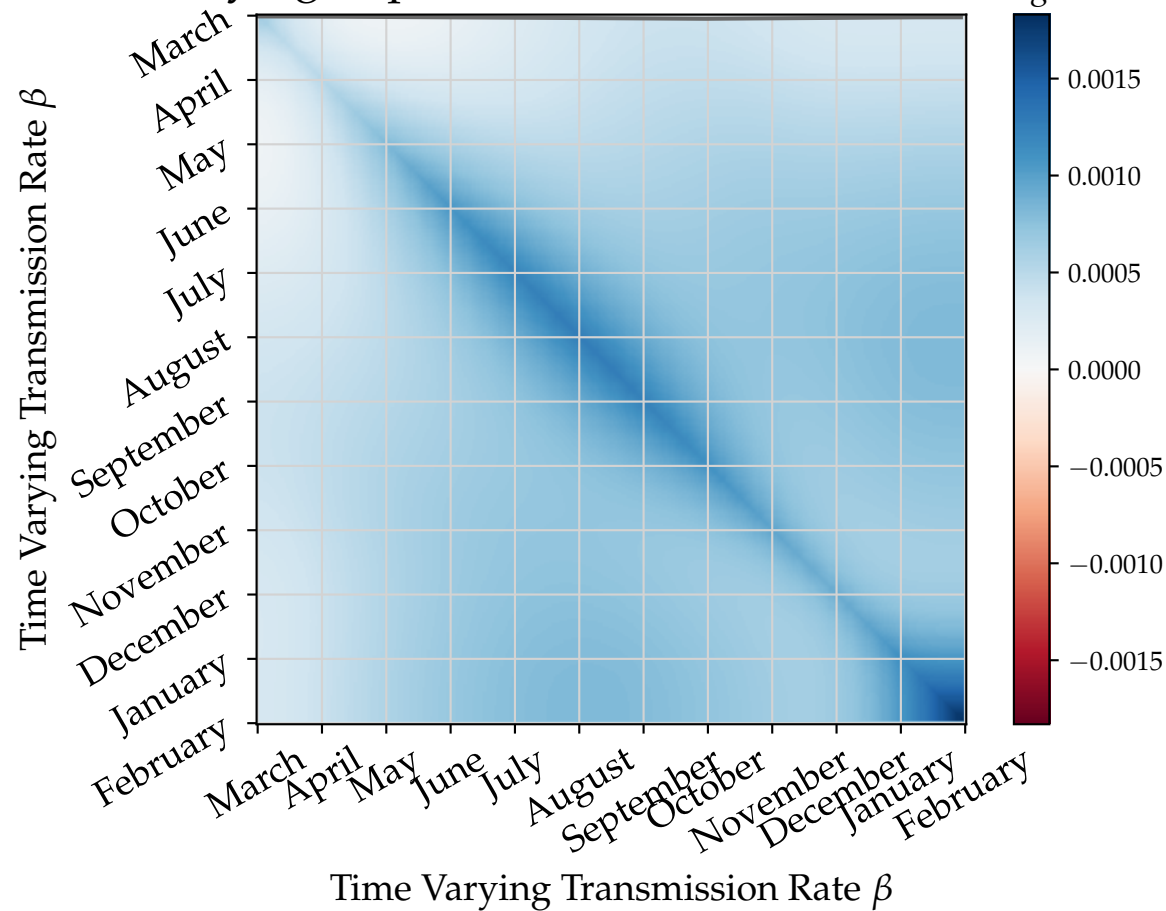 March
April
May
June
July
August
September
October
November
December
January
February
Time Varying Transmission Rate β
March
April
May
June
July
August
September
October
November
December
January
February
Time Varying Transmission Rate β
0.0015
0.0010
0.0005
0.0000
−0.0005
−0.0010
−0.0015